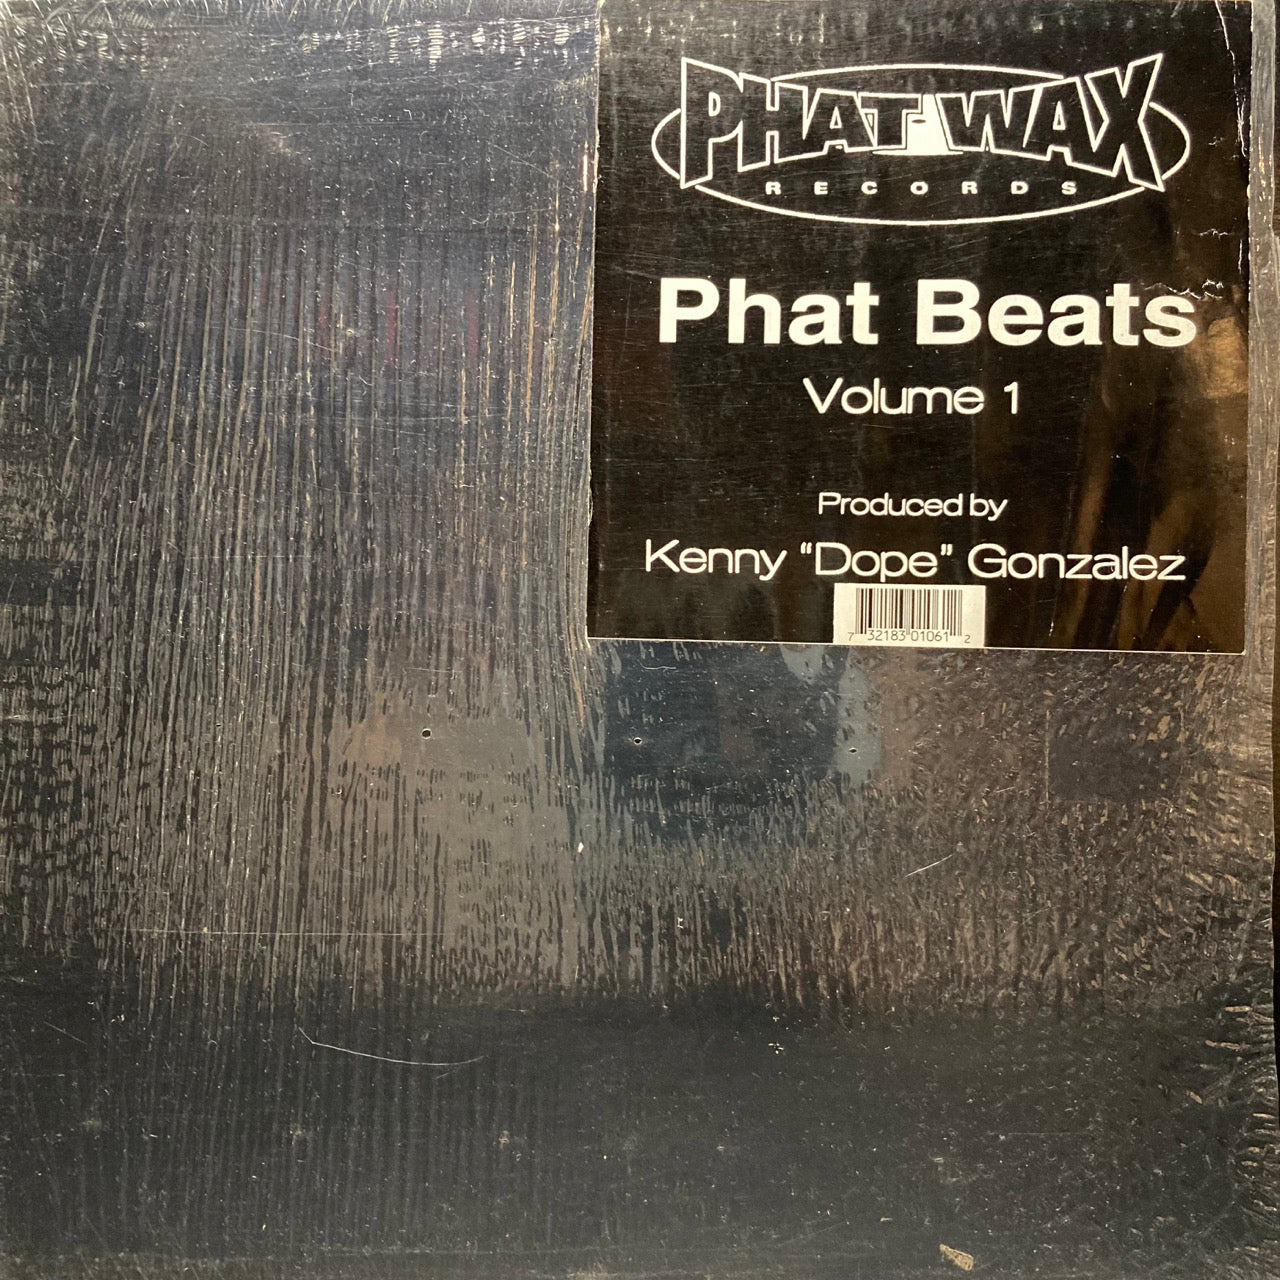 PHAT WAX
RECORDS
Phat Beats
Volume 1
Produced by
Kenny “Dope” Gonzalez
7 32183 01061 2